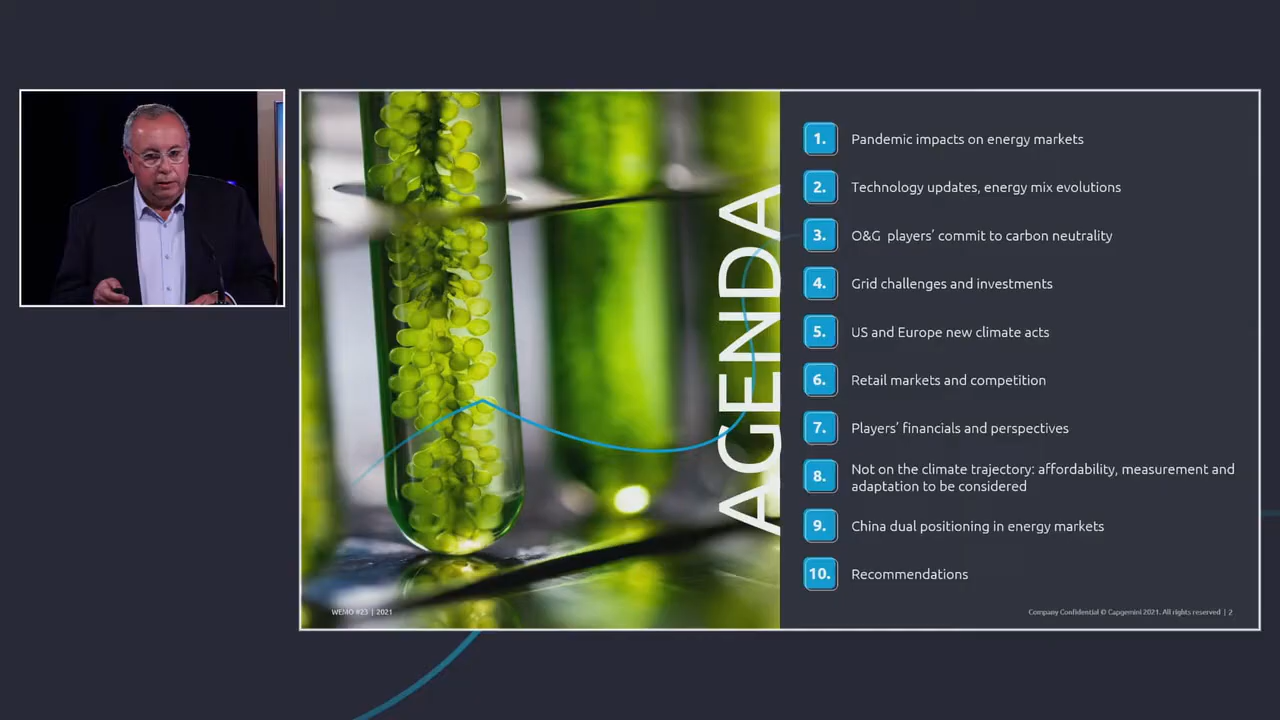 AGENDA
1. Pandemic impacts on energy markets
2. Technology updates, energy mix evolutions
3. O&G players’ commit to carbon neutrality
4. Grid challenges and investments
5. US and Europe new climate acts
6. Retail markets and competition
7. Players’ financials and perspectives
8. Not on the climate trajectory: affordability, measurement and
adaptation to be considered
9. China dual positioning in energy markets
10. Recommendations
WEMO #23 | 2021
Company Confidential © Capgemini 2021. All rights reserved | 2